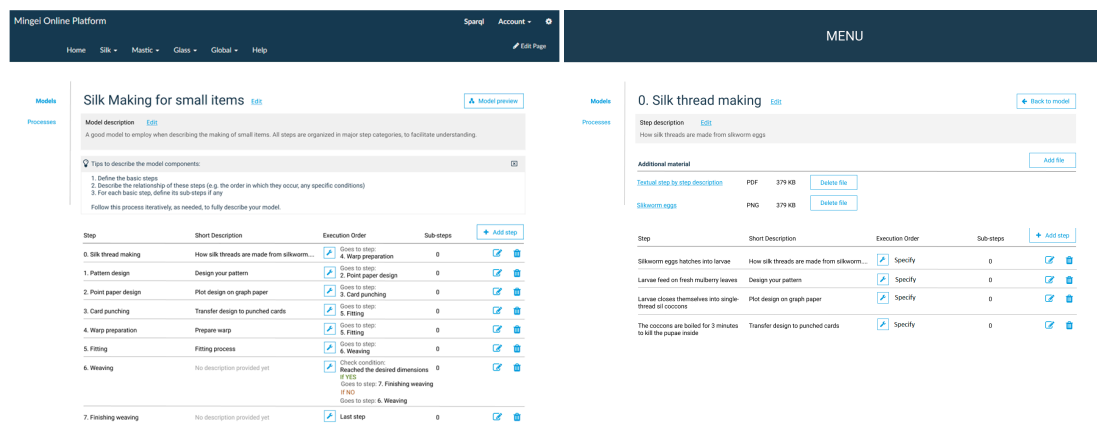 Mingei Online Platform
Sparql Account
Home Silk Mastic Glass Global Help
Edit Page
Models
Processes
Silk Making for small items Edit
Model preview
Model description Edit
A good model to employ when describing the making of small items. All steps are organized in major step categories, to facilitate understanding.
Tips to describe the model components:
1. Define the basic steps
2. Describe the relationship of these steps (e.g. the order in which they occur, any specific conditions)
3. For each basic step, define its sub-steps if any
Follow this process iteratively, as needed, to fully describe your model.
Step Short Description Execution Order Sub-steps + Add step
0. Silk thread making How silk threads are made from silkworm.... Goes to step: 0
4. Warp preparation
1. Pattern design Design your pattern Goes to step: 0
2. Point paper design
2. Point paper design Plot design on graph paper Goes to step: 0
3. Card punching
3. Card punching Transfer design to punched cards Goes to step: 0
5. Fitting
4. Warp preparation Prepare warp Goes to step: 0
5. Fitting
5. Fitting Fitting process Goes to step: 0
6. Weaving
6. Weaving No description provided yet Check condition: 0
Reached the desired dimensions
If YES
Goes to step: 7. Finishing weaving
If NO
Goes to step: 6. Weaving
7. Finishing weaving No description provided yet Last step 0
MENU
Models
Processes
0. Silk thread making Edit
Back to model
Step description Edit
How silk threads are made from silkworm eggs
Additional material Add file
Textual step by step description PDF 379 KB Delete file
Silkworm eggs PNG 379 KB Delete file
Step Short Description Execution Order Sub-steps + Add step
Silkworm eggs hatches into larvae How silk threads are made from silkworm.... Specify 0
Larvae feed on fresh mulberry leaves Design your pattern Specify 0
Larvae closes themselves into single- Plot design on graph paper Specify 0
thread sil coccons
The coccons are boiled for 3 minutes Transfer design to punched cards Specify 0
to kill the pupae inside